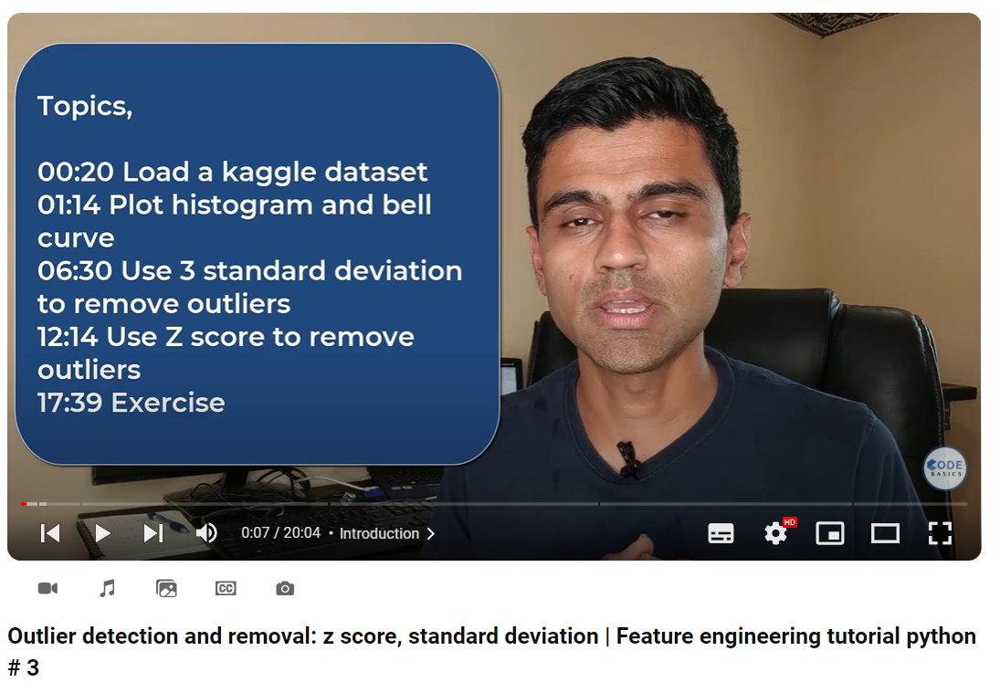 Topics,
00:20 Load a kaggle dataset
01:14 Plot histogram and bell
curve
06:30 Use 3 standard deviation
to remove outliers
12:14 Use Z score to remove
outliers
17:39 Exercise
CODE
BASICS
0:07 / 20:04 • Introduction
HD
CC
Outlier detection and removal: z score, standard deviation | Feature engineering tutorial python
# 3